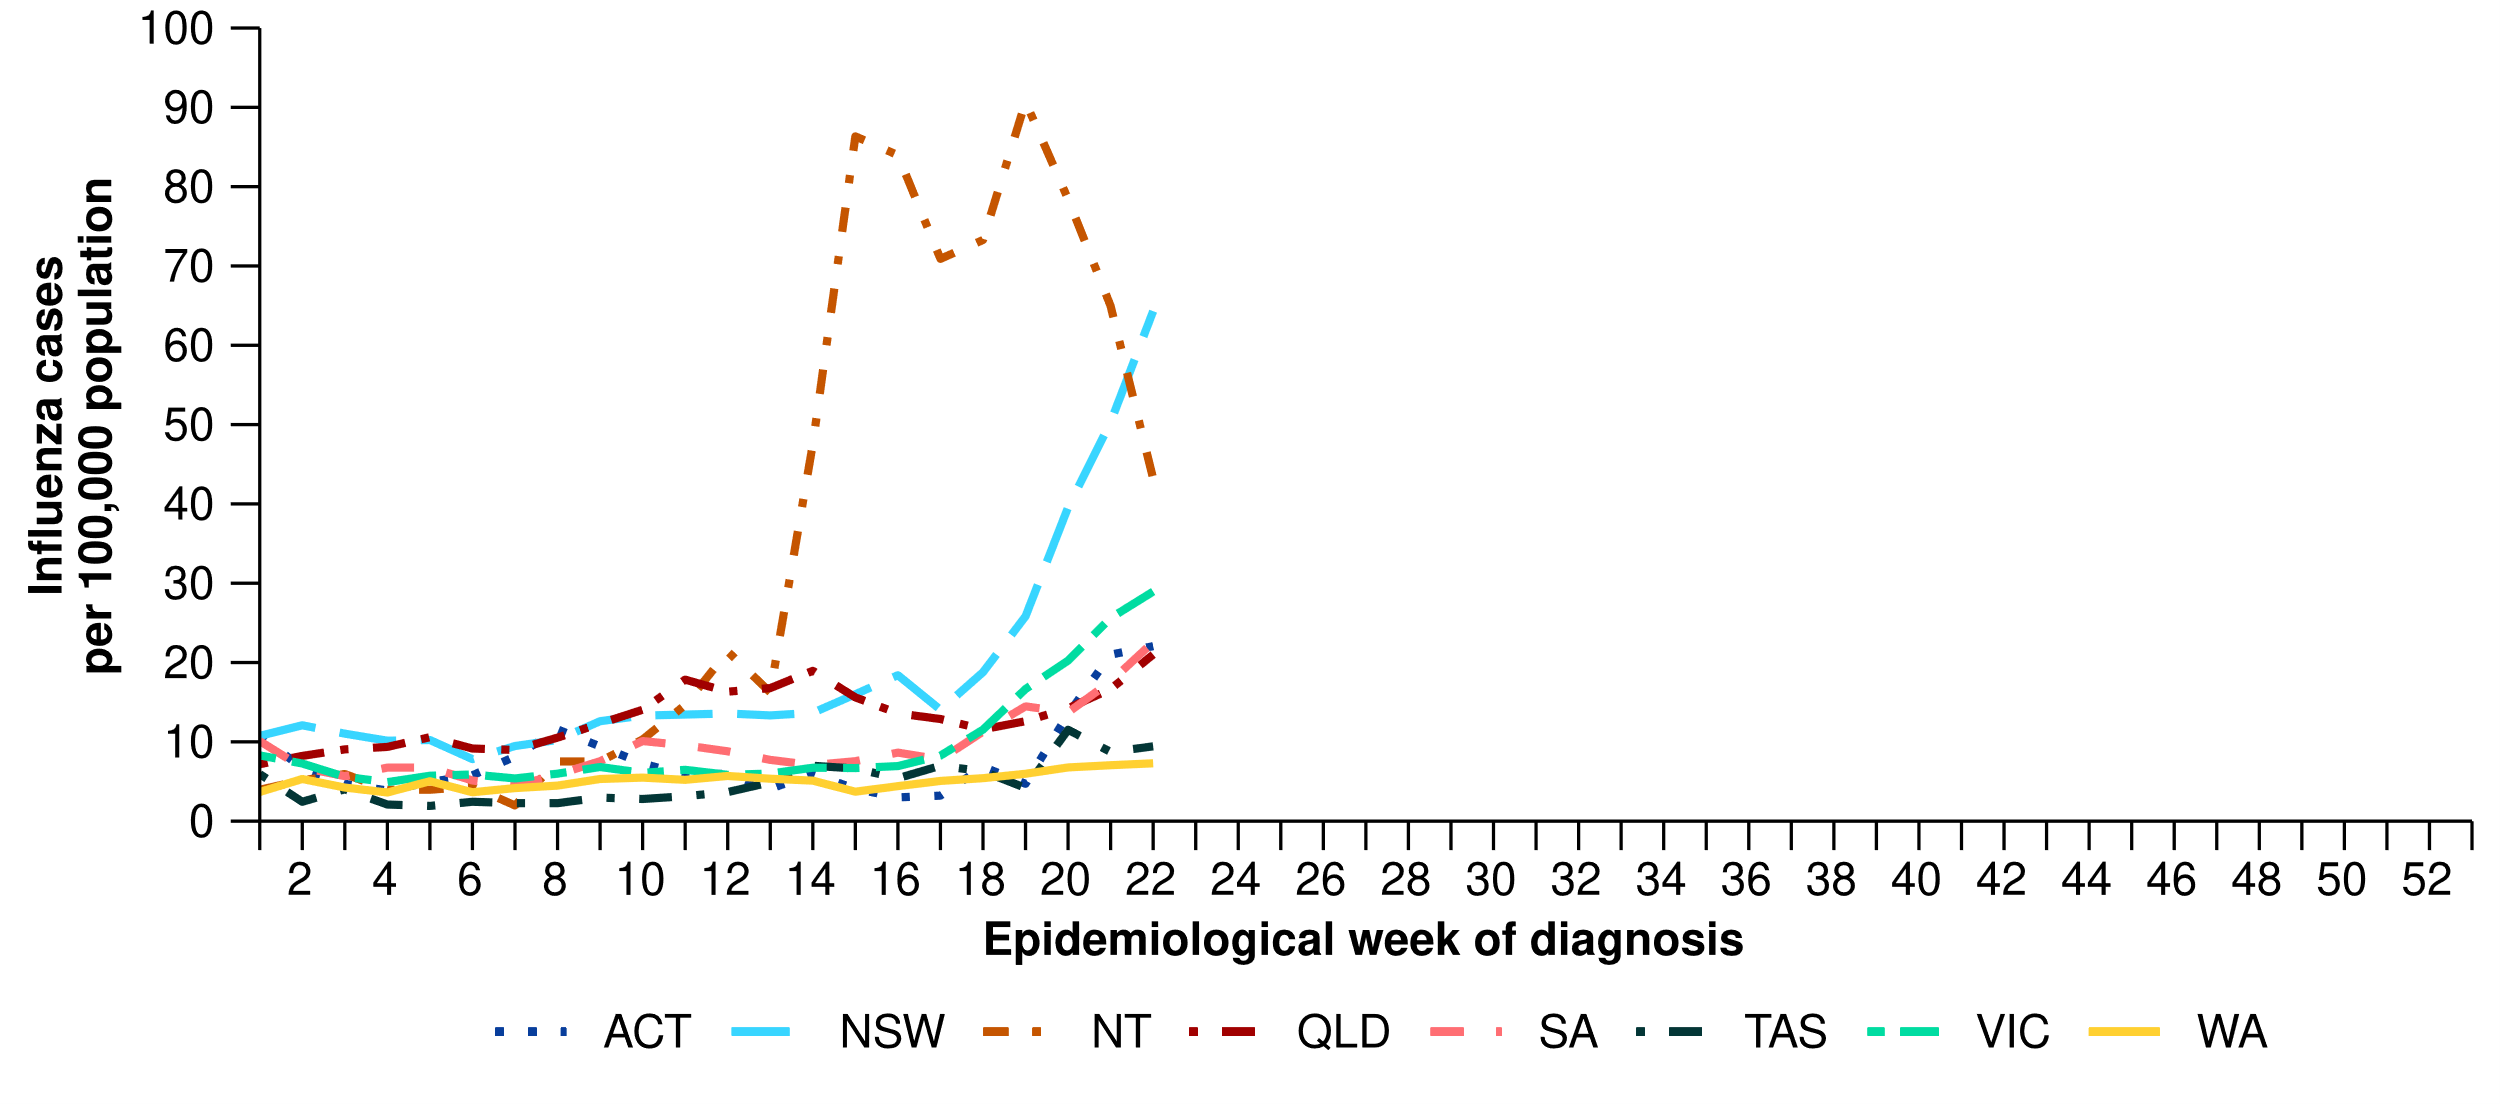 Influenza cases
per 100,000 population
100
90
80
70
60
50
40
30
20
10
0
2 4 6 8 10 12 14 16 18 20 22 24 26 28 30 32 34 36 38 40 42 44 46 48 50 52
Epidemiological week of diagnosis
ACT NSW NT QLD SA TAS VIC WA